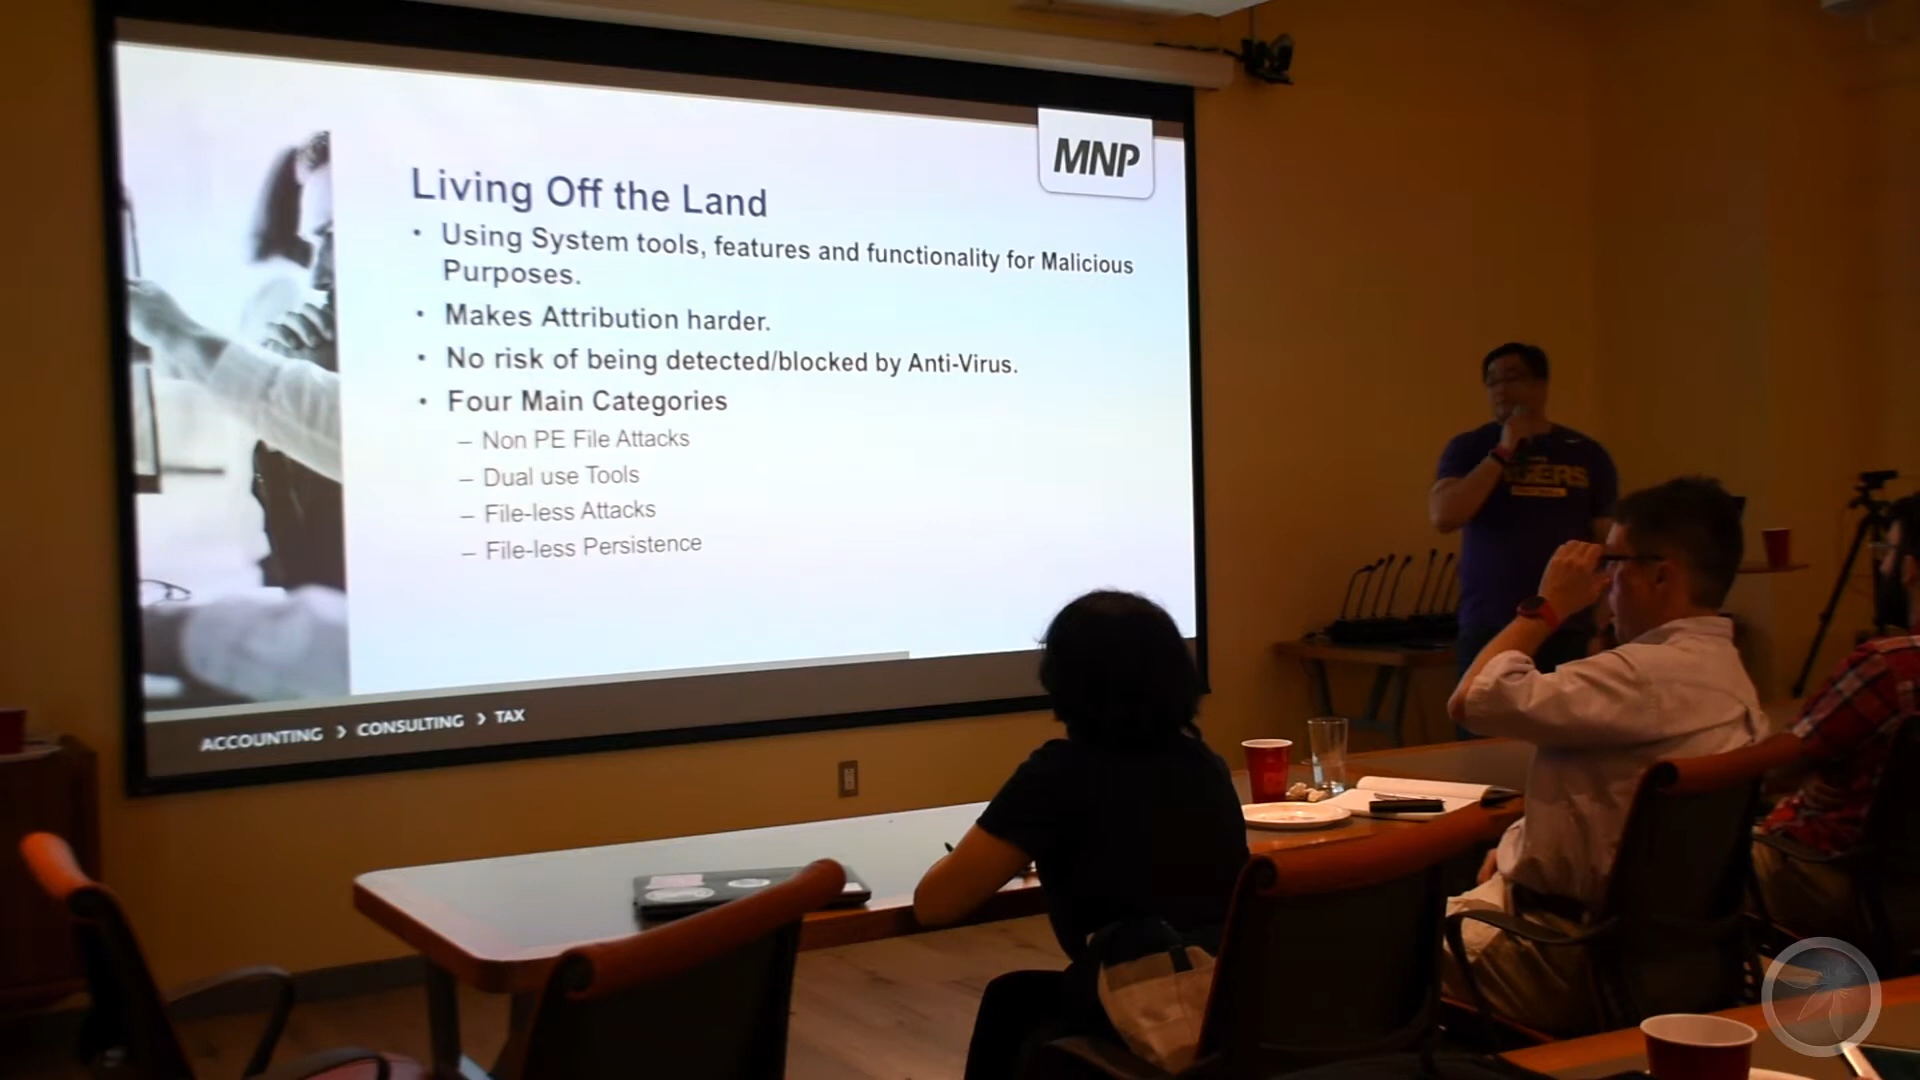 MNP
Living Off the Land
• Using System tools, features and functionality for Malicious
Purposes.
• Makes Attribution harder.
• No risk of being detected/blocked by Anti-Virus.
• Four Main Categories
– Non PE File Attacks
– Dual use Tools
– File-less Attacks
– File-less Persistence
ACCOUNTING › CONSULTING › TAX